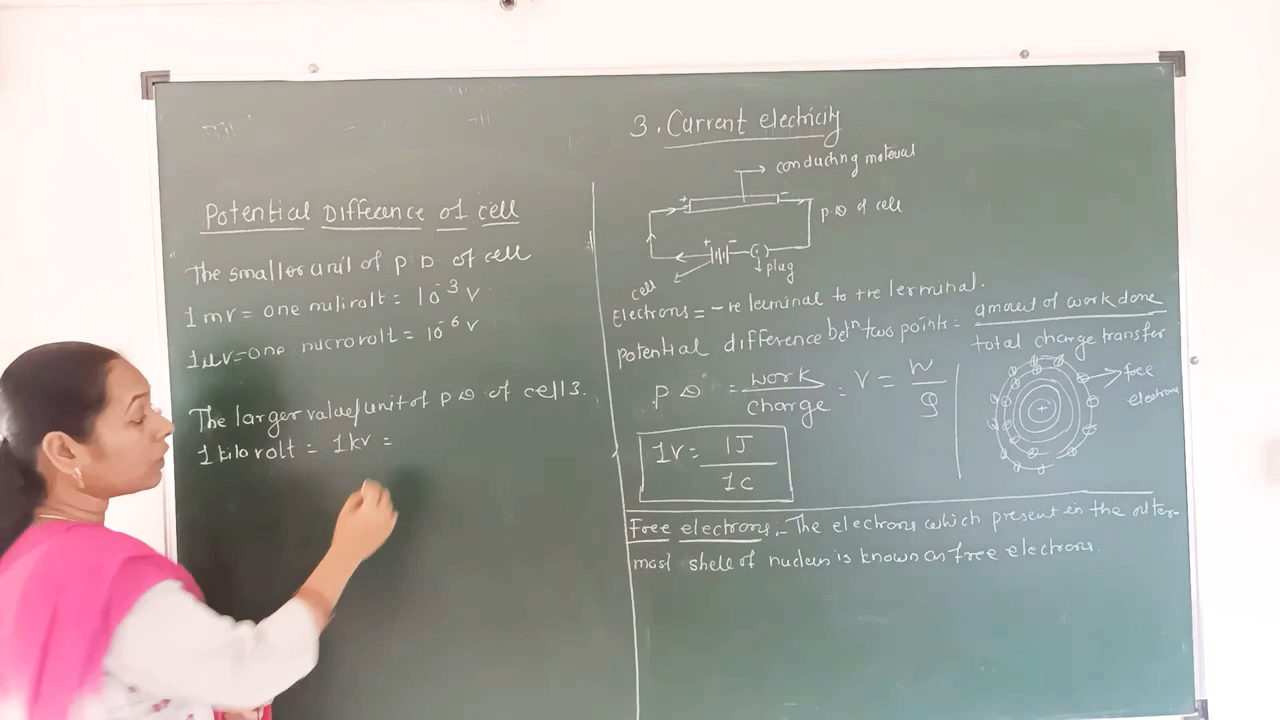 Potential Difference of cell
The smaller unit of P D of cell
1mv = one milivolt = 10⁻³ V
1μv = one microvolt = 10⁻⁶ V
The larger value/unit of P D of cell 3.
1 kilovolt = 1kv =
3. Current electricity
conducting material
+ -
P D of cell
+ -
plug
cell
Electrons = -ve terminal to +ve terminal.
potential difference betⁿ two points = amount of work done / total charge transfer
P D = work / charge = V = W / Q
1V = 1J / 1C
+
free
electrons
Free electrons :- The electrons which present in the outer-
most shell of nucleus is known as free electrons.